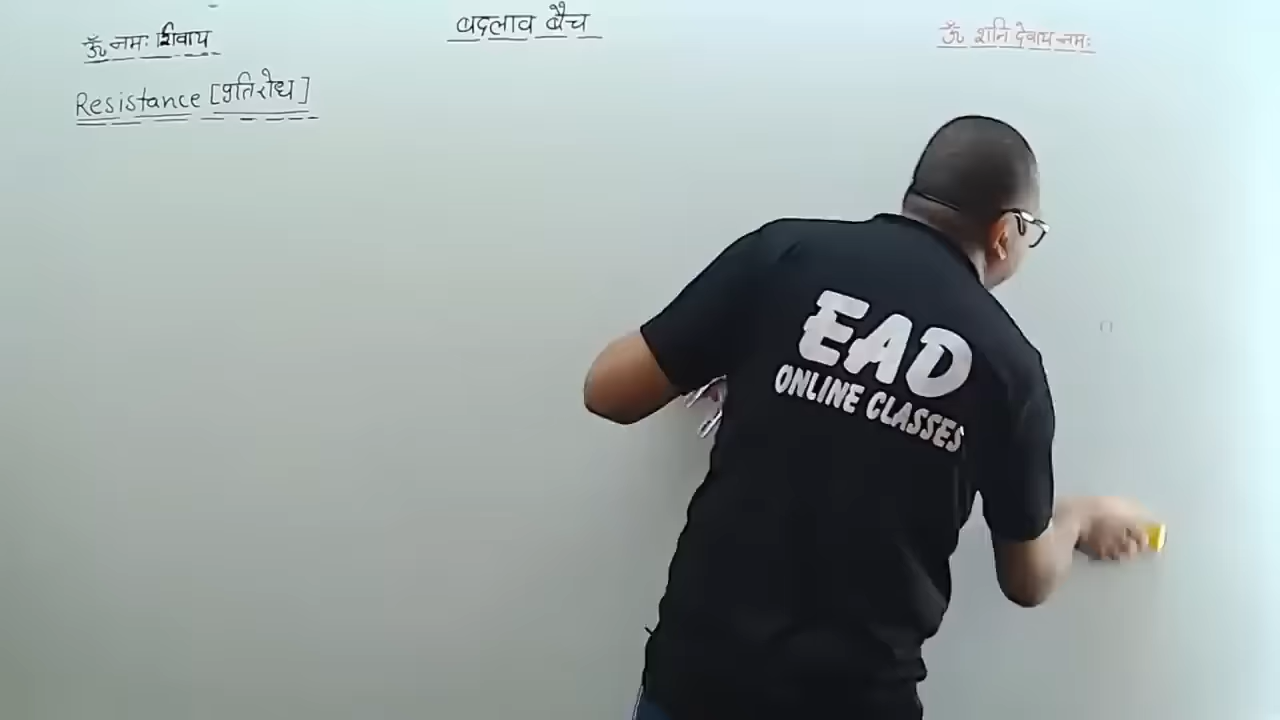 ॐ नमः शिवाय
बदलाव बैच
ॐ शनि देवाय नमः
Resistance [प्रतिरोध]
EAD
ONLINE CLASSES